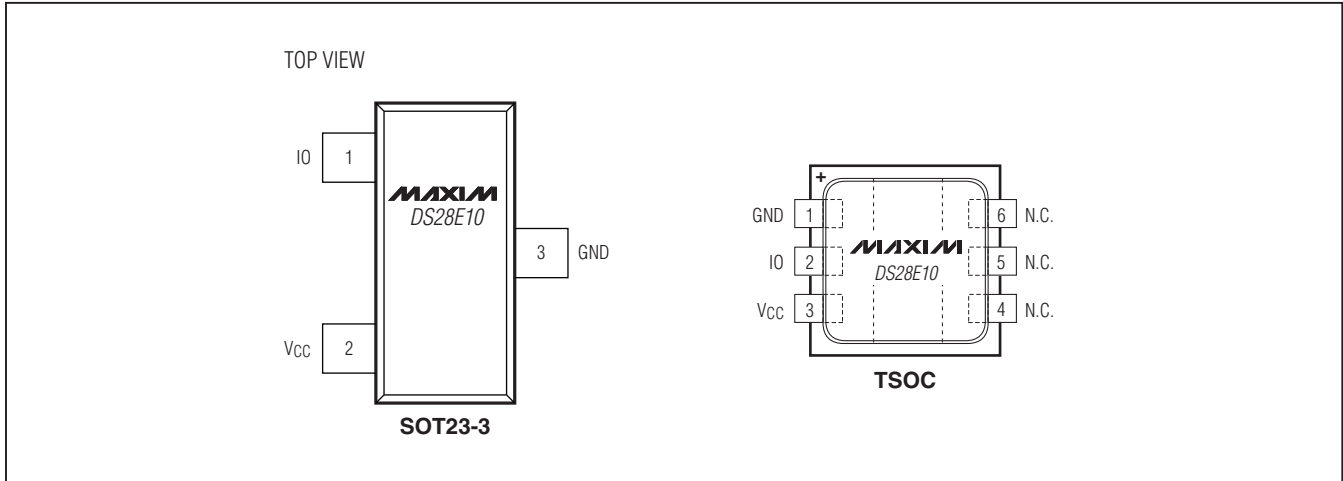 TOP VIEW
IO 1
MAXIM
DS28E10
3 GND
VCC 2
SOT23-3
+
GND 1
6 N.C.
IO 2
MAXIM
DS28E10
5 N.C.
VCC 3
4 N.C.
TSOC